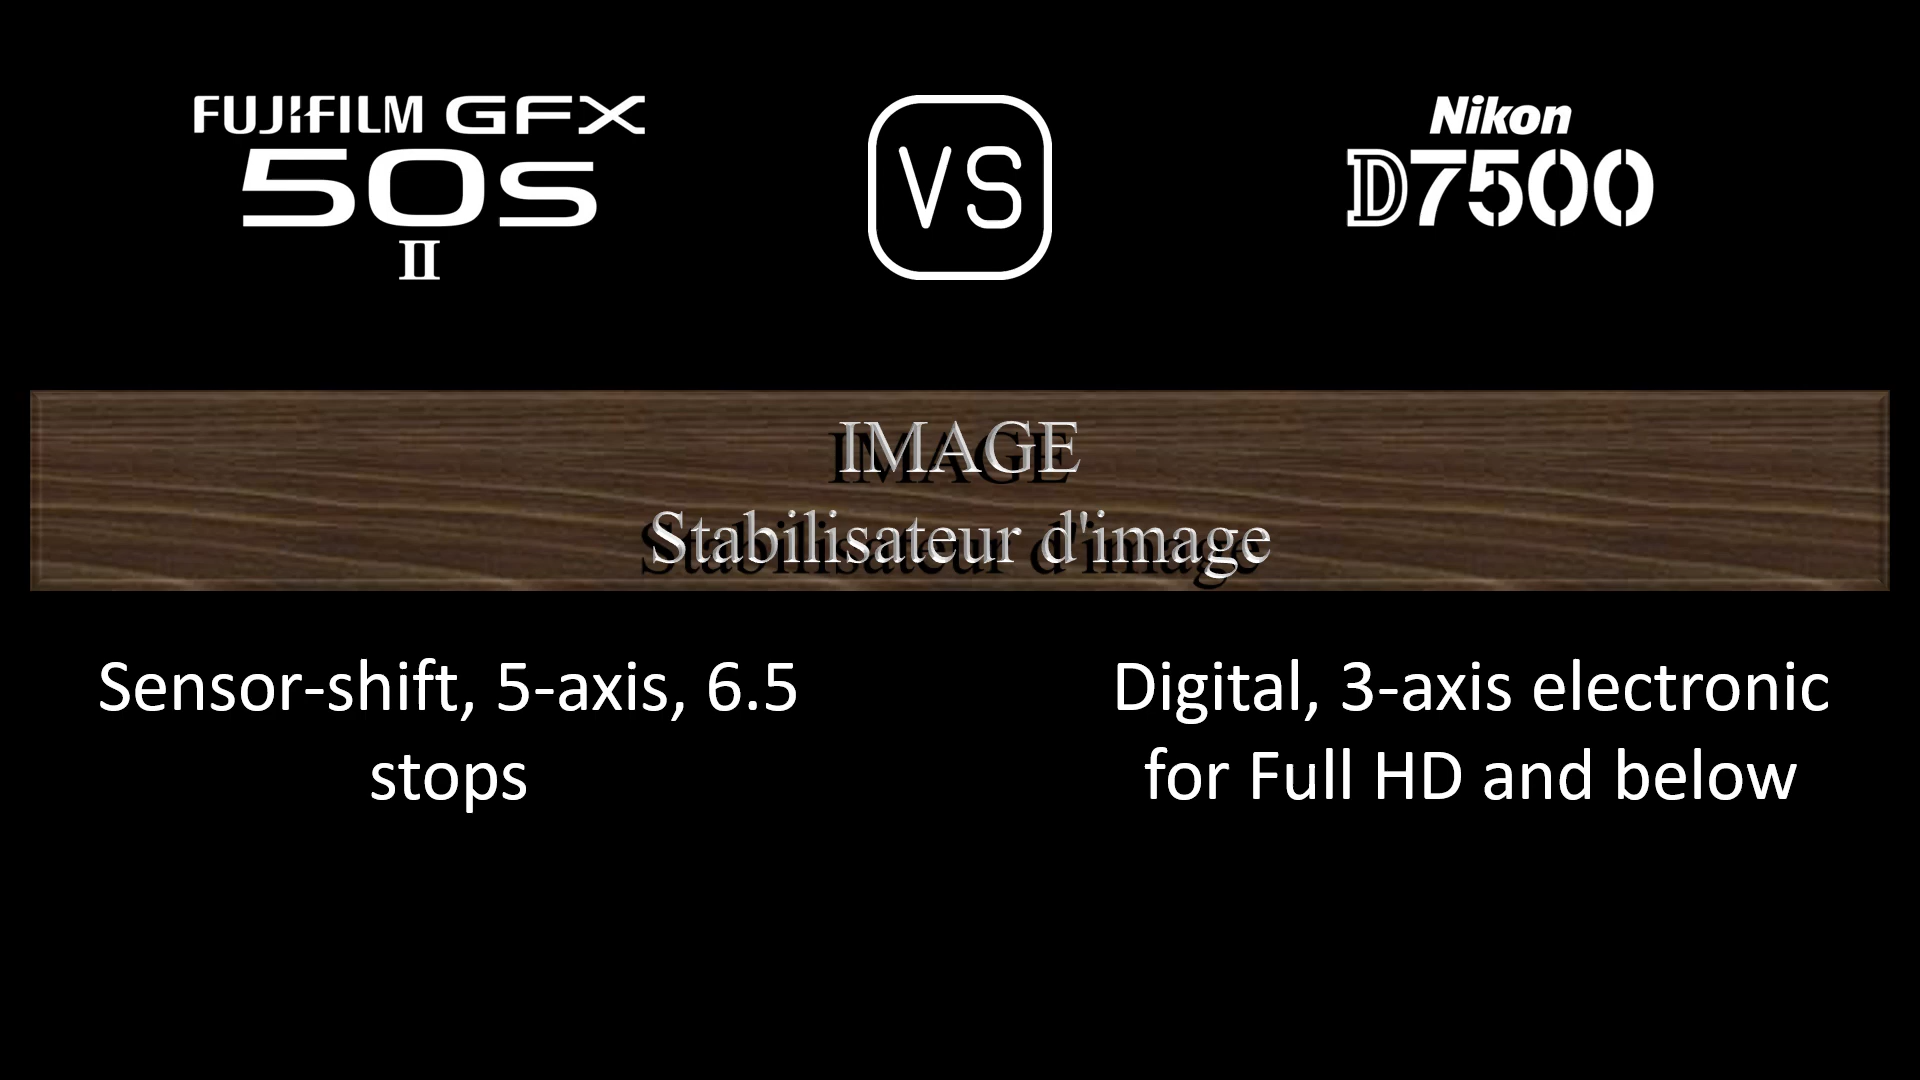 FUJIFILM GFX
50S
II
VS
Nikon
D7500
IMAGE
Stabilisateur d'image
Sensor-shift, 5-axis, 6.5
stops
Digital, 3-axis electronic
for Full HD and below